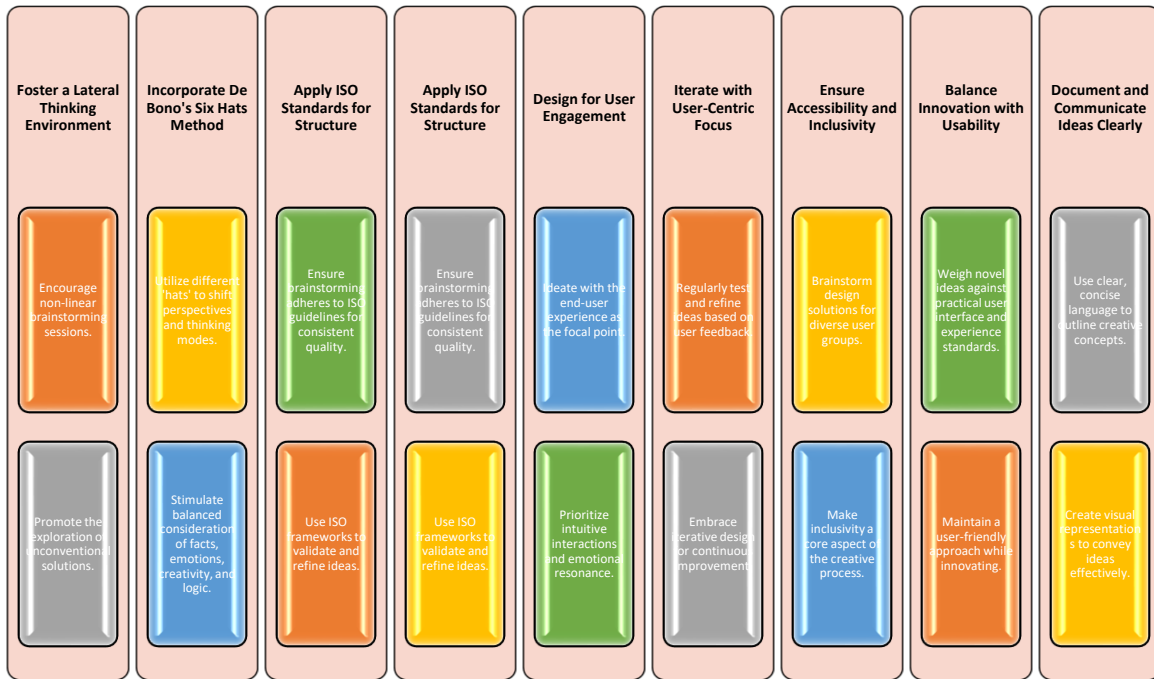 Foster a Lateral
Thinking
Environment
Encourage
non-linear
brainstorming
sessions.
Promote the
exploration of
unconventional
solutions.
Incorporate De
Bono's Six Hats
Method
Utilize different
'hats' to shift
perspectives
and thinking
modes.
Stimulate
balanced
consideration
of facts,
emotions,
creativity, and
logic.
Apply ISO
Standards for
Structure
Ensure
brainstorming
adheres to ISO
guidelines for
consistent
quality.
Use ISO
frameworks to
validate and
refine ideas.
Apply ISO
Standards for
Structure
Ensure
brainstorming
adheres to ISO
guidelines for
consistent
quality.
Use ISO
frameworks to
validate and
refine ideas.
Design for User
Engagement
Ideate with the
end-user
experience as
the focal point.
Prioritize
intuitive
interactions
and emotional
resonance.
Iterate with
User-Centric
Focus
Regularly test
and refine
ideas based on
user feedback.
Embrace
iterative design
for continuous
improvement.
Ensure
Accessibility and
Inclusivity
Brainstorm
design
solutions for
diverse user
groups.
Make
inclusivity a
core aspect of
the creative
process.
Balance
Innovation with
Usability
Weigh novel
ideas against
practical user
interface and
experience
standards.
Maintain a
user-friendly
approach while
innovating.
Document and
Communicate
Ideas Clearly
Use clear,
concise
language to
outline creative
concepts.
Create visual
representation
s to convey
ideas
effectively.